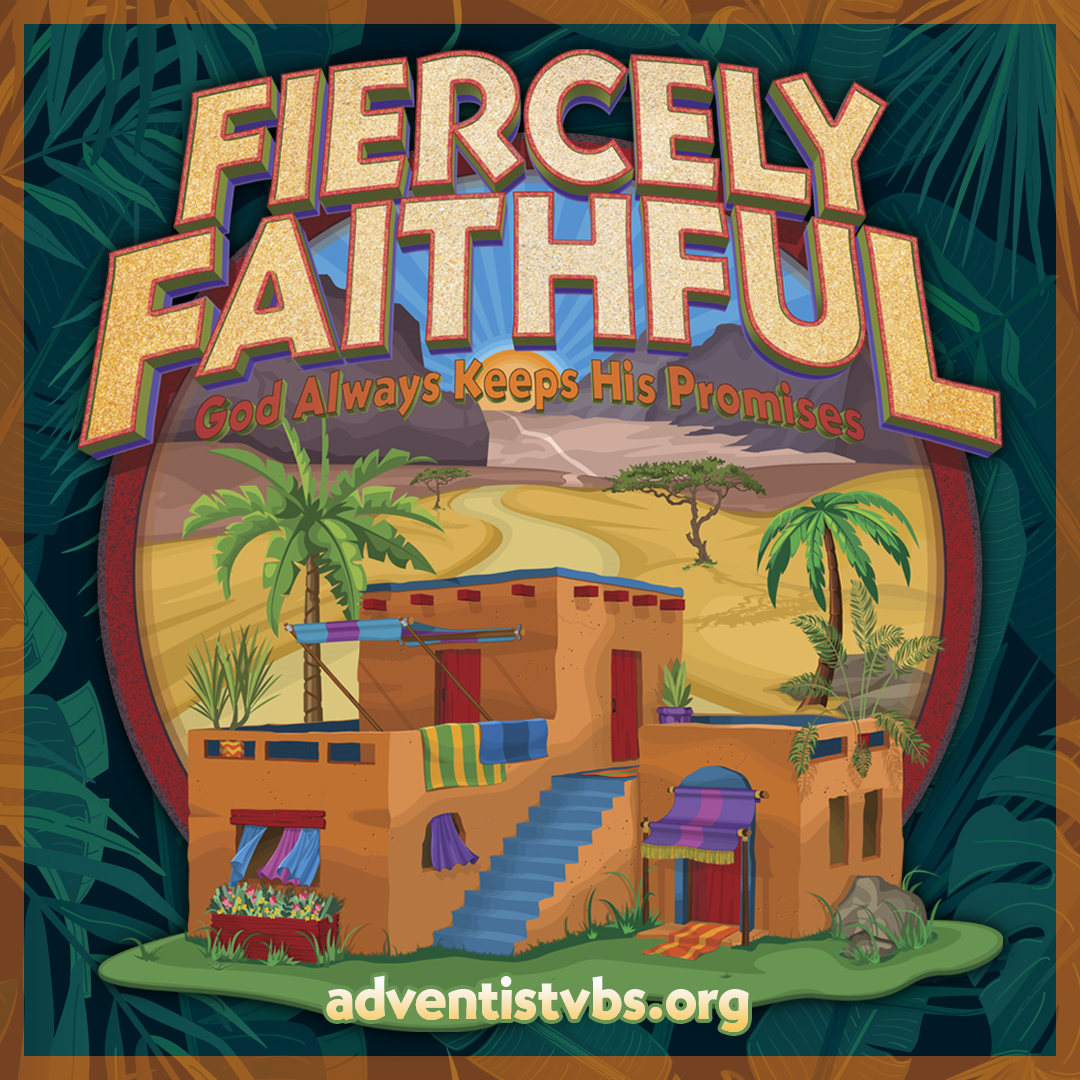 FIERCELY
FAITHFUL
God Always Keeps His Promises
adventistvbs.org